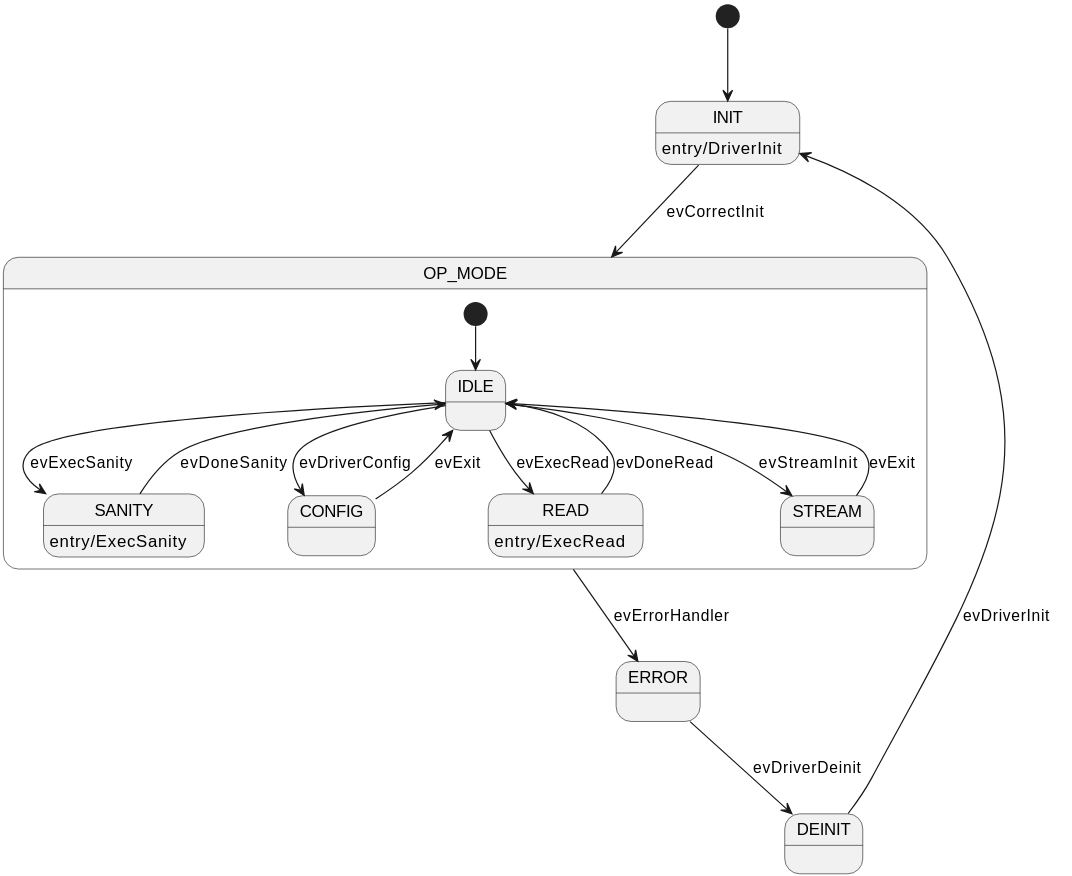 INIT
entry/DriverInit
evCorrectInit
OP_MODE
IDLE
evExecSanity
evDoneSanity
evDriverConfig
evExit
evExecRead
evDoneRead
evStreamInit
evExit
SANITY
entry/ExecSanity
CONFIG
READ
entry/ExecRead
STREAM
evErrorHandler
evDriverInit
ERROR
evDriverDeinit
DEINIT